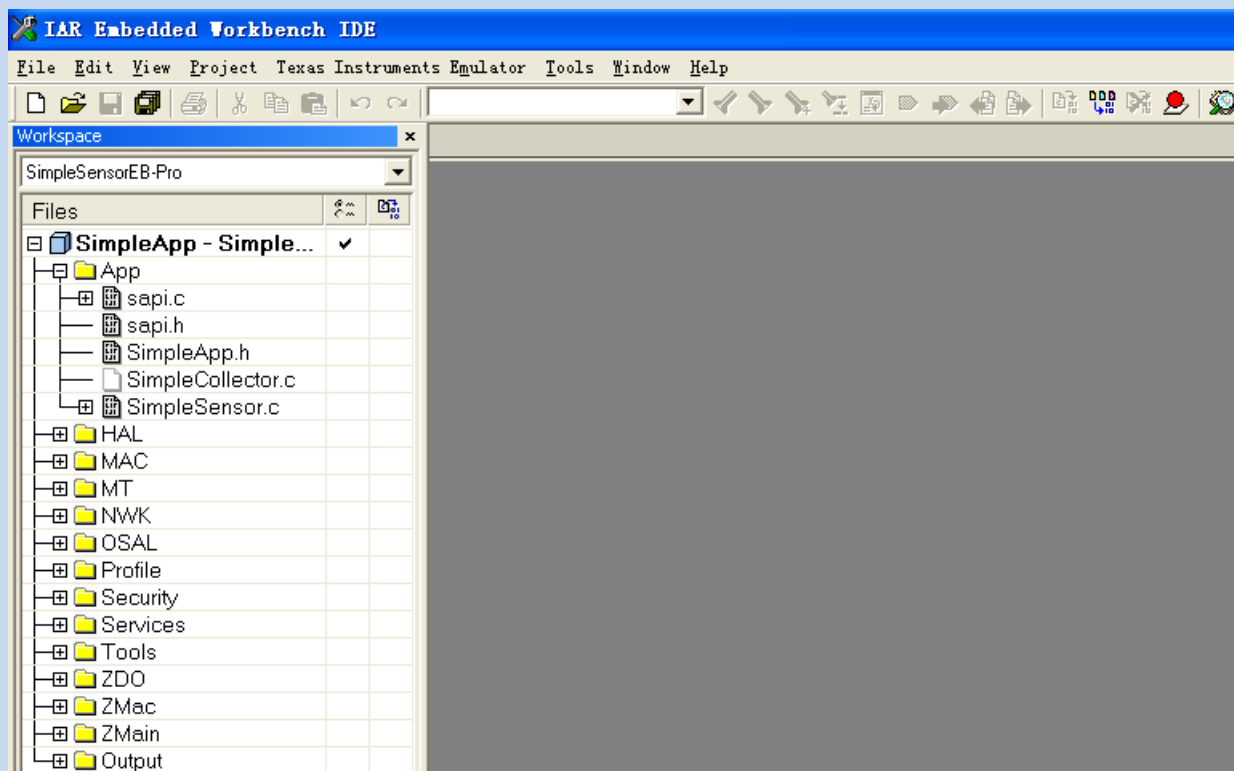 IAR Embedded Workbench IDE
File Edit View Project Texas Instruments Emulator Tools Window Help
Workspace
SimpleSensorEB-Pro
Files
SimpleApp - Simple...
App
sapi.c
sapi.h
SimpleApp.h
SimpleCollector.c
SimpleSensor.c
HAL
MAC
MT
NWK
OSAL
Profile
Security
Services
Tools
ZDO
ZMac
ZMain
Output